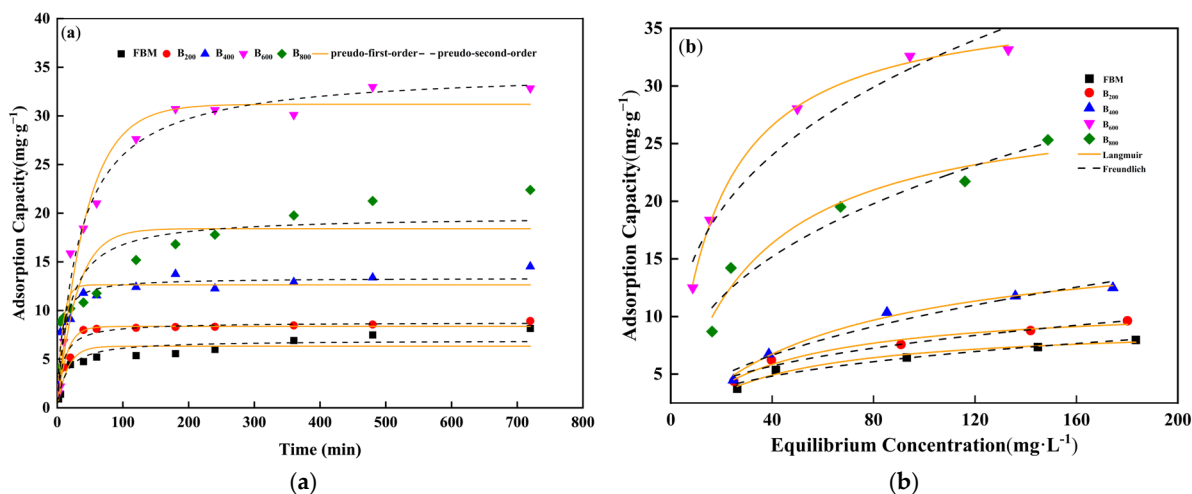 (a)
FBM B200 B400 B600 B800 preudo-first-order preudo-second-order
Adsorption Capacity(mg·g−1)
40
35
30
25
20
15
10
5
0
0 100 200 300 400 500 600 700 800
Time (min)
(a)
(b)
FBM
B200
B400
B600
B800
Langmuir
Freundlich
Adsorption Capacity(mg·g−1)
35
30
25
20
15
10
5
0 40 80 120 160 200
Equilibrium Concentration(mg·L-1)
(b)